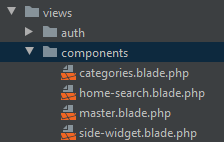 views
auth
components
categories.blade.php
home-search.blade.php
master.blade.php
side-widget.blade.php